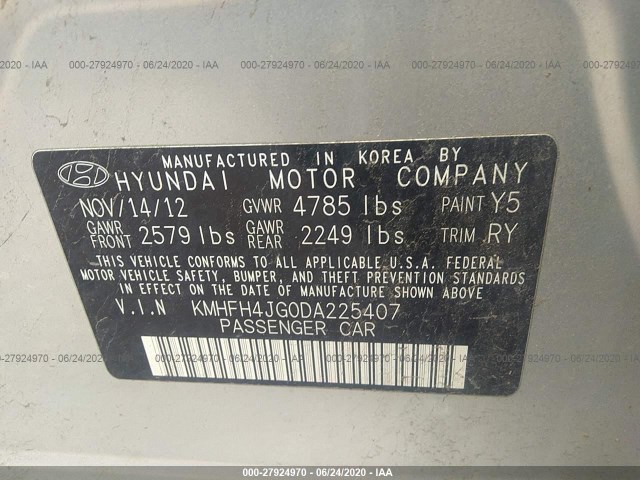 000-27924970 - 06/24/2020 - IAA
MANUFACTURED IN KOREA BY
HYUNDAI MOTOR COMPANY
NOV/14/12 GVWR 4785 lbs PAINT Y5
GAWR FRONT 2579 lbs GAWR REAR 2249 lbs TRIM RY
THIS VEHICLE CONFORMS TO ALL APPLICABLE U.S.A. FEDERAL
MOTOR VEHICLE SAFETY, BUMPER, AND THEFT PREVENTION STANDARDS
IN EFFECT ON THE DATE OF MANUFACTURE SHOWN ABOVE.
V.I.N KMHFH4JG0DA225407
PASSENGER CAR
000-27924970 - 06/24/2020 - IAA